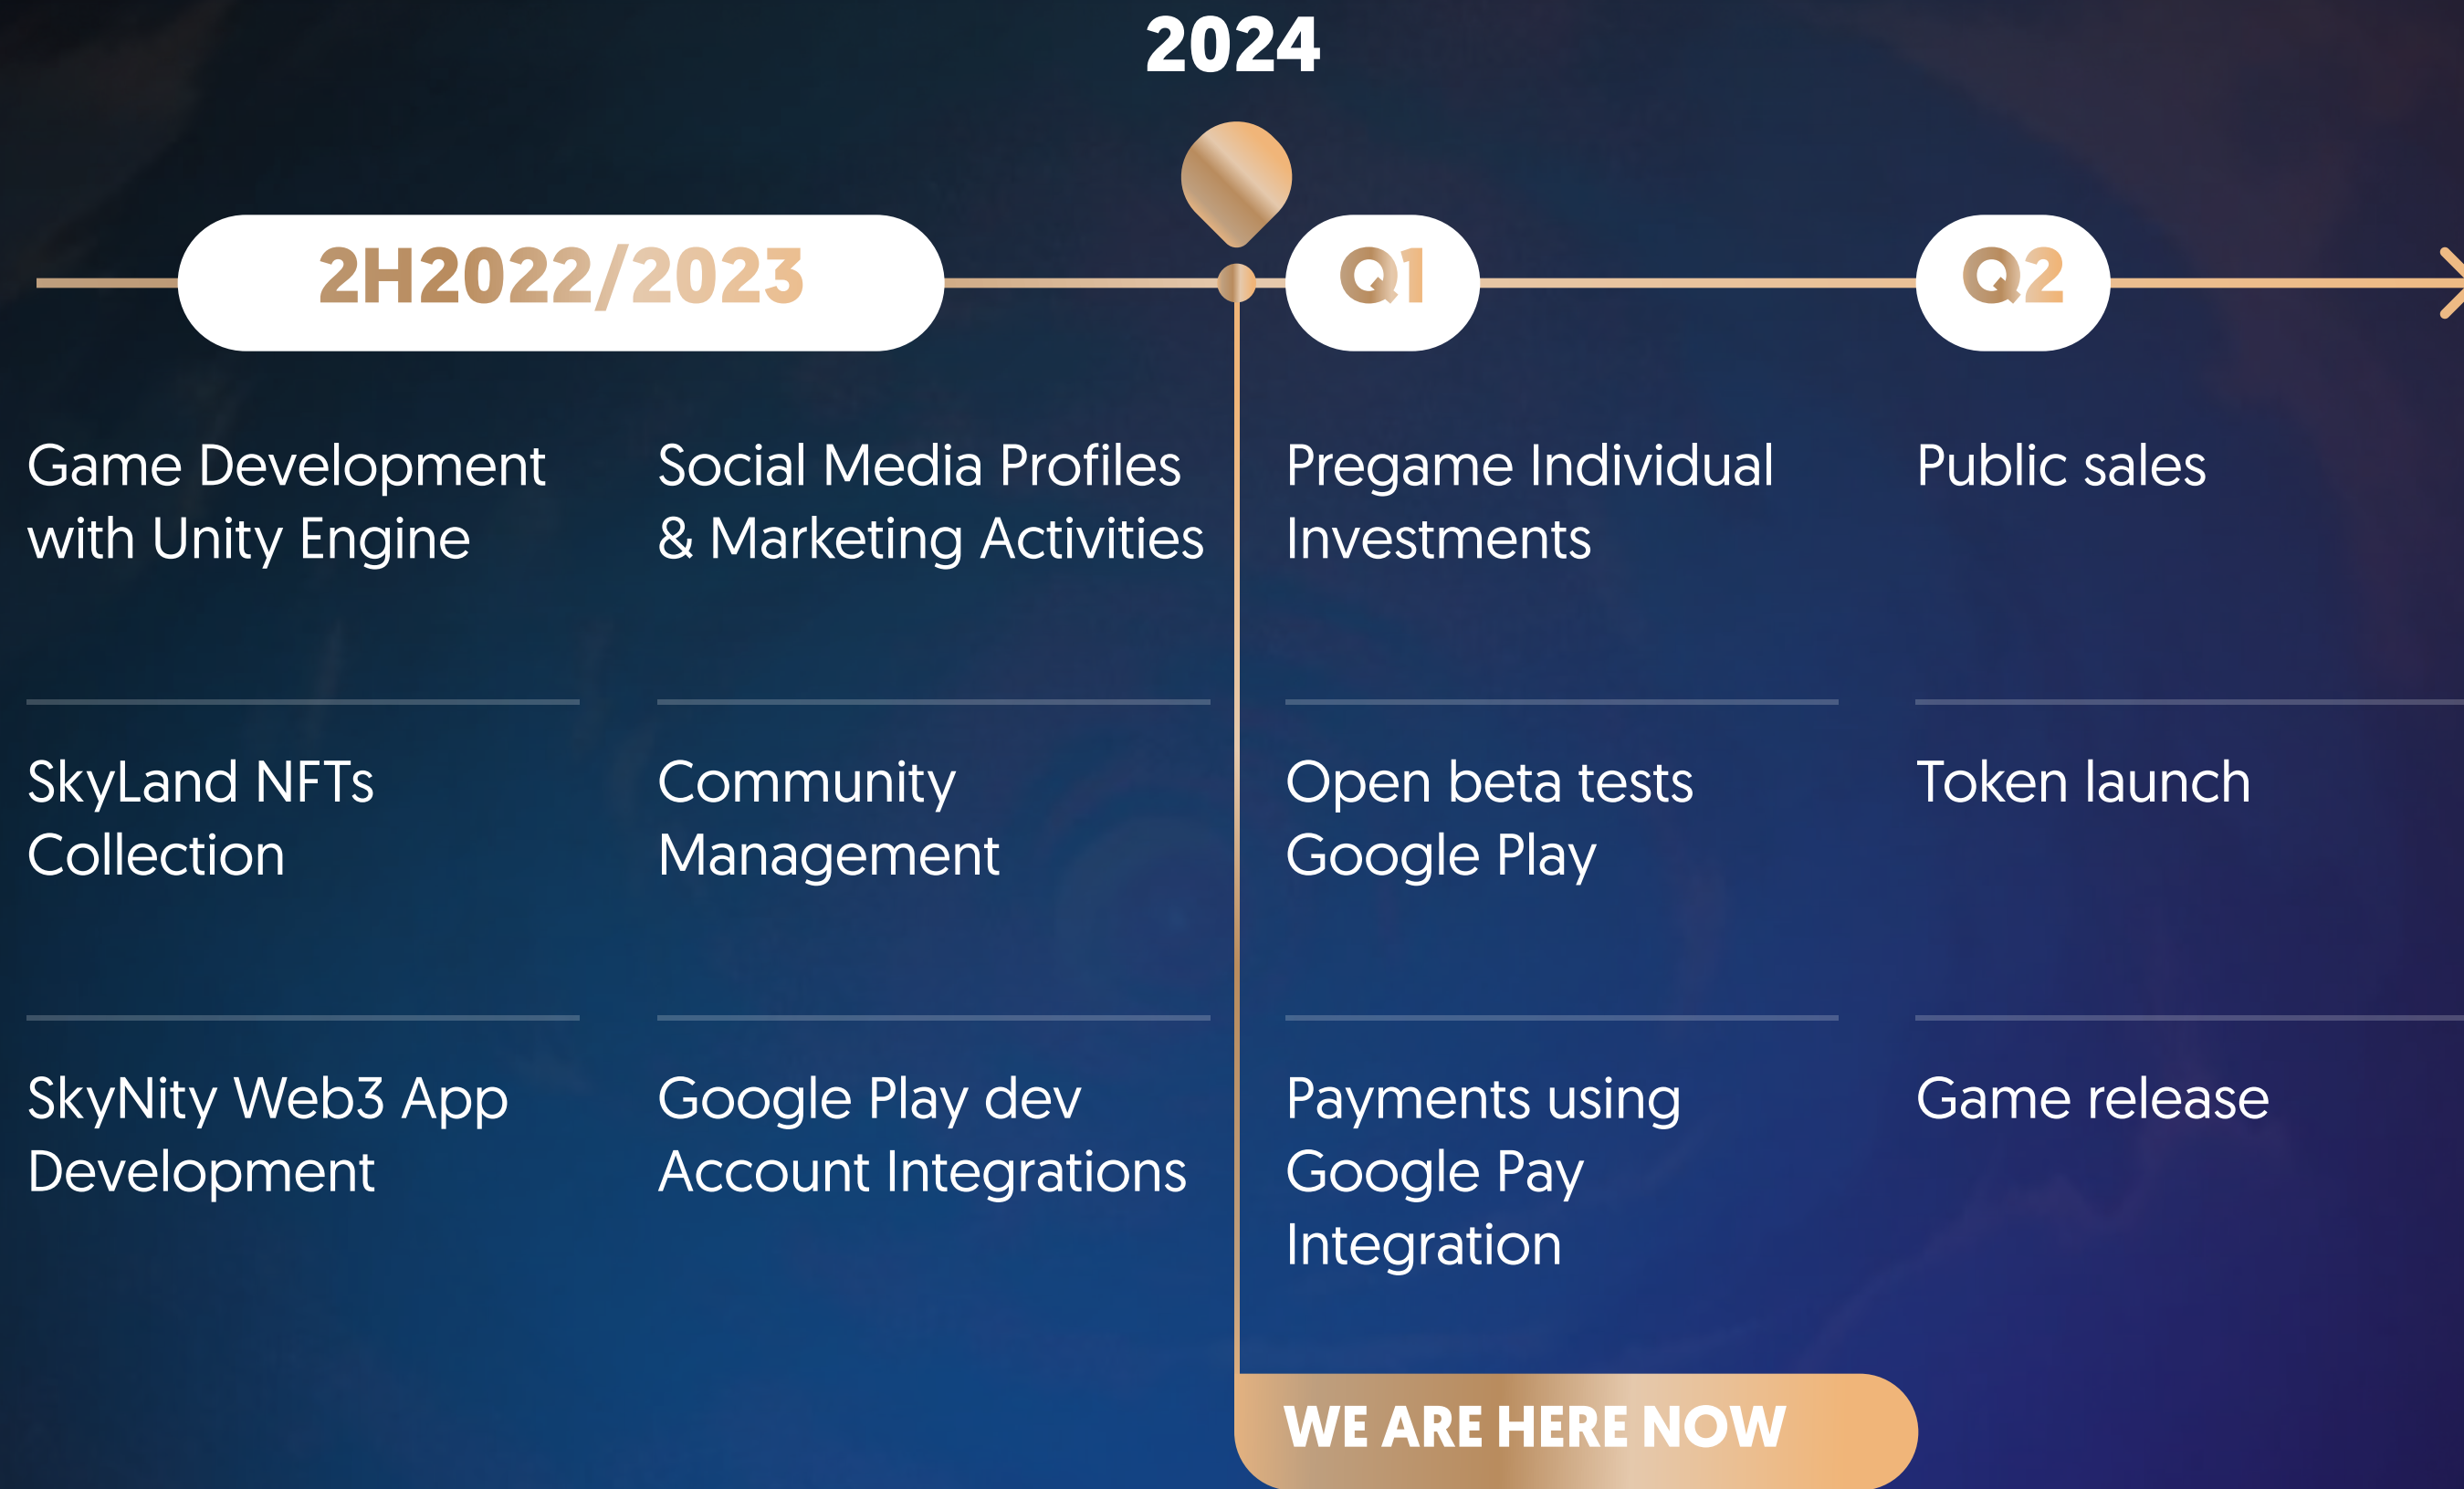 2024
2H2022/2023
Q1
Q2
Game Development
with Unity Engine
Social Media Profiles
& Marketing Activities
Pregame Individual
Investments
Public sales
SkyLand NFTs
Collection
Community
Management
Open beta tests
Google Play
Token launch
SkyNity Web3 App
Development
Google Play dev
Account Integrations
Payments using
Google Pay
Integration
Game release
WE ARE HERE NOW